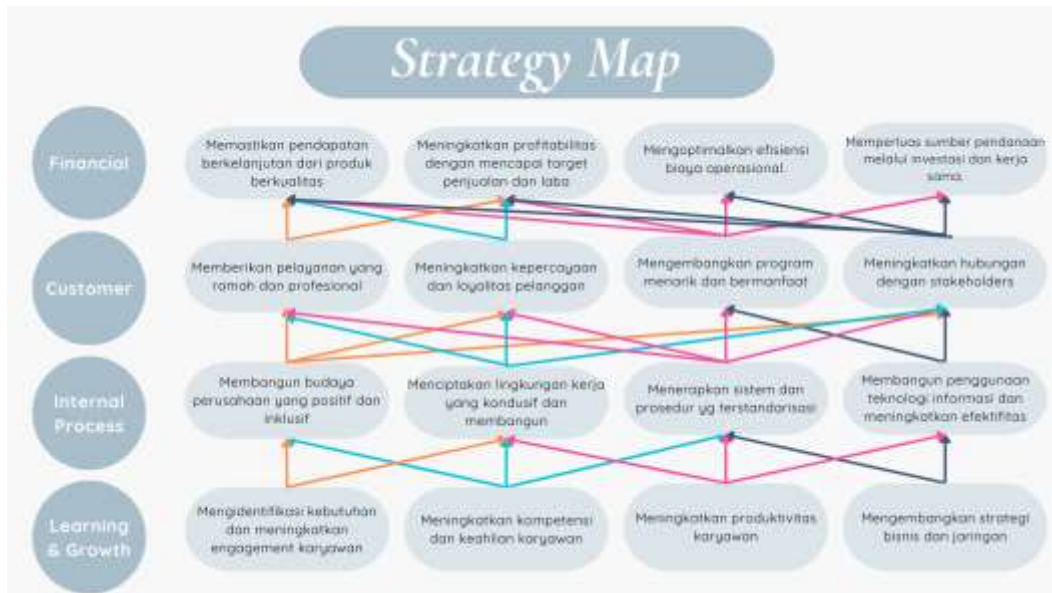 Strategy Map
Financial
Memastikan pendapatan
berkelanjutan dari produk
berkualitas
Meningkatkan profitabilitas
dengan mencapai target
penjualan dan laba
Mengoptimalkan efisiensi
biaya operasional.
Memperluas sumber pendanaan
melalui investasi dan kerja
sama.
Customer
Memberikan pelayanan yang
ramah dan profesional
Meningkatkan kepercayaan
dan loyalitas pelanggan
Mengembangkan program
menarik dan bermanfaat
Meningkatkan hubungan
dengan stakeholders
Internal
Process
Membangun budaya
perusahaan yang positif dan
inklusif
Menciptakan lingkungan kerja
yang kondusif dan
membangun
Menerapkan sistem dan
prosedur yg terstandarisasi
Membangun penggunaan
teknologi informasi dan
meningkatkan efektifitas
Learning
& Growth
Mengidentifikasi kebutuhan
dan meningkatkan
engagement karyawan
Meningkatkan kompetensi
dan keahlian karyawan
Meningkatkan produktivitas
karyawan
Mengembangkan strategi
bisnis dan jaringan